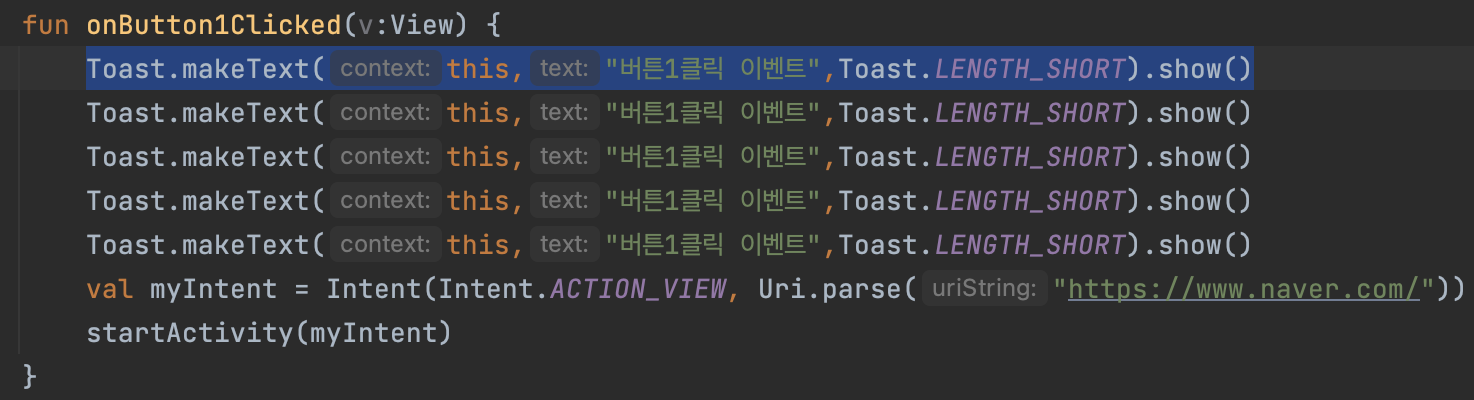 fun onButton1Clicked(v:View) {
Toast.makeText( context: this, text: "버튼1클릭 이벤트",Toast.LENGTH_SHORT).show()
Toast.makeText( context: this, text: "버튼1클릭 이벤트",Toast.LENGTH_SHORT).show()
Toast.makeText( context: this, text: "버튼1클릭 이벤트",Toast.LENGTH_SHORT).show()
Toast.makeText( context: this, text: "버튼1클릭 이벤트",Toast.LENGTH_SHORT).show()
Toast.makeText( context: this, text: "버튼1클릭 이벤트",Toast.LENGTH_SHORT).show()
val myIntent = Intent(Intent.ACTION_VIEW, Uri.parse( uriString: "https://www.naver.com/"))
startActivity(myIntent)
}